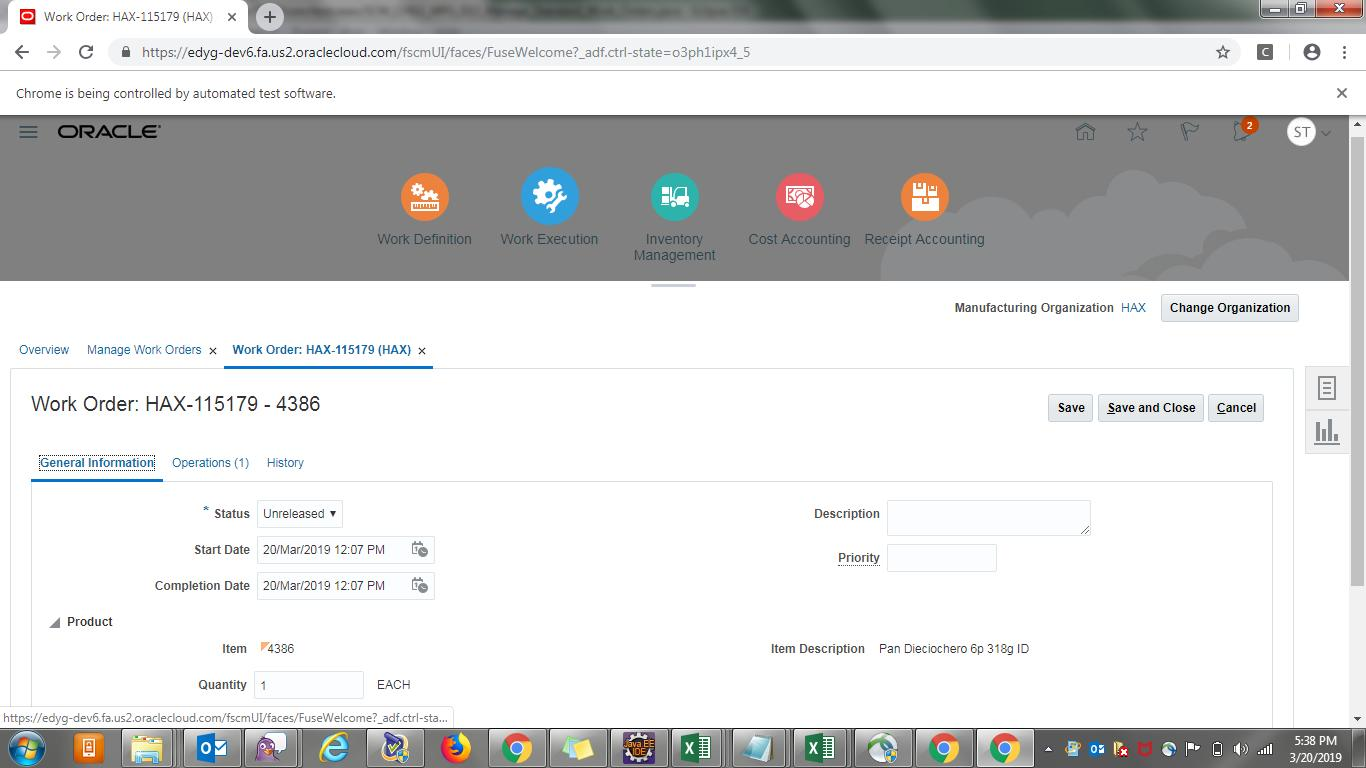 Work Order: HAX-115179 (HAX)
https://edyg-dev6.fa.us2.oraclecloud.com/fscmUI/faces/FuseWelcome?_adf.ctrl-state=o3ph1ipx4_5
C
Chrome is being controlled by automated test software.
ORACLE
2
ST
Work Definition
Work Execution
Inventory
Management
Cost Accounting
Receipt Accounting
Manufacturing Organization HAX Change Organization
Overview Manage Work Orders Work Order: HAX-115179 (HAX)
Work Order: HAX-115179 - 4386
Save Save and Close Cancel
General Information Operations (1) History
* Status Unreleased
Description
Start Date 20/Mar/2019 12:07 PM
Priority
Completion Date 20/Mar/2019 12:07 PM
Product
Item 4386
Item Description Pan Dieciochero 6p 318g ID
Quantity 1 EACH
https://edyg-dev6.fa.us2.oraclecloud.com/fscmUI/faces/FuseWelcome?_adf.ctrl-sta...
Java EE
IDE
5:38 PM
3/20/2019